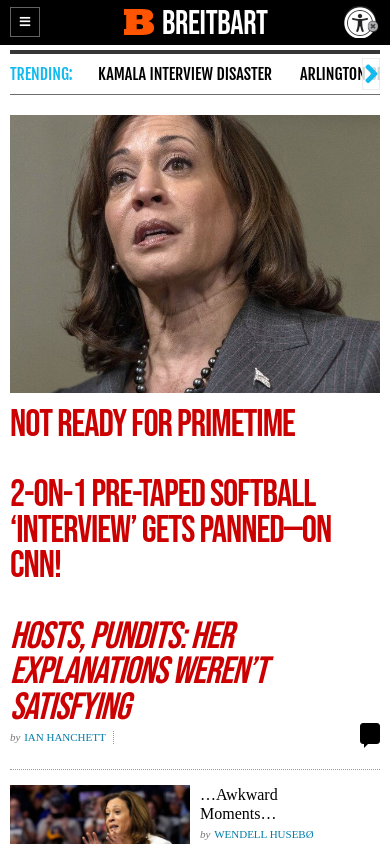 BREITBART
TRENDING: KAMALA INTERVIEW DISASTER ARLINGTON
NOT READY FOR PRIMETIME
2-ON-1 PRE-TAPED SOFTBALL
‘INTERVIEW’ GETS PANNED—ON
CNN!
HOSTS, PUNDITS: HER
EXPLANATIONS WEREN’T
SATISFYING
by IAN HANCHETT
…Awkward
Moments…
by WENDELL HUSEBØ